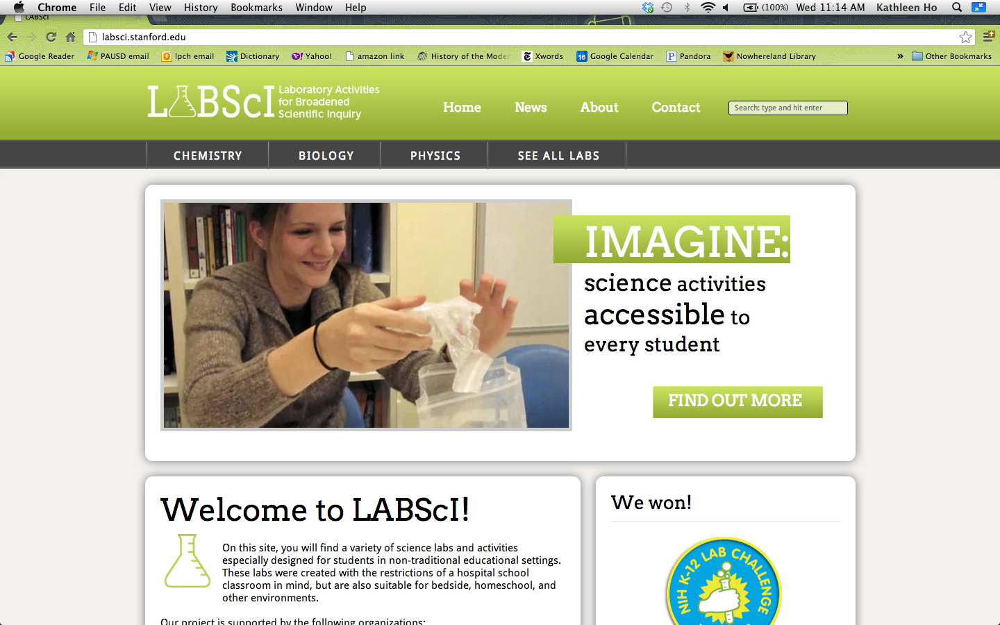 Chrome File Edit View History Bookmarks Window Help (100%) Wed 11:14 AM Kathleen Ho
LABScI
labsci.stanford.edu
Google Reader PAUSD email lpch email Dictionary Yahoo! amazon link History of the Moder Xwords 16 Google Calendar Pandora Nowhereland Library » Other Bookmarks
LABScI
Laboratory Activities
for Broadened
Scientific Inquiry
Home News About Contact Search: type and hit enter
CHEMISTRY BIOLOGY PHYSICS SEE ALL LABS
IMAGINE:
science activities
accessible to
every student
FIND OUT MORE
Welcome to LABScI!
On this site, you will find a variety of science labs and activities
especially designed for students in non-traditional educational settings.
These labs were created with the restrictions of a hospital school
classroom in mind, but are also suitable for bedside, homeschool, and
other environments.
Our project is supported by the following organizations:
We won!
NIH K-12 LAB CHALLENGE